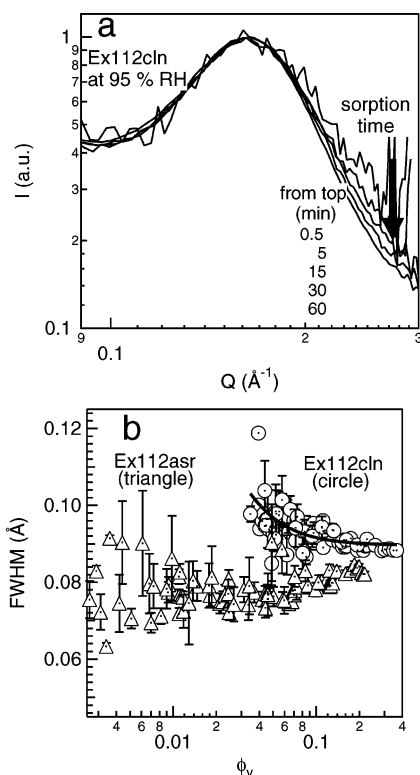 a
1
9
8
7
6
5
4
3
2
0.1
Ex112cln
at 95 % RH
sorption
time
from top
(min)
0.5
5
15
30
60
I (a.u.)
9
0.1
2
3
Q (Å-1)
b
0.12
0.10
0.08
0.06
Ex112asr
(triangle)
Ex112cln
(circle)
FWHM (Å)
4 6 8 0.01 2 4 6 8 0.1 2 4
ϕv